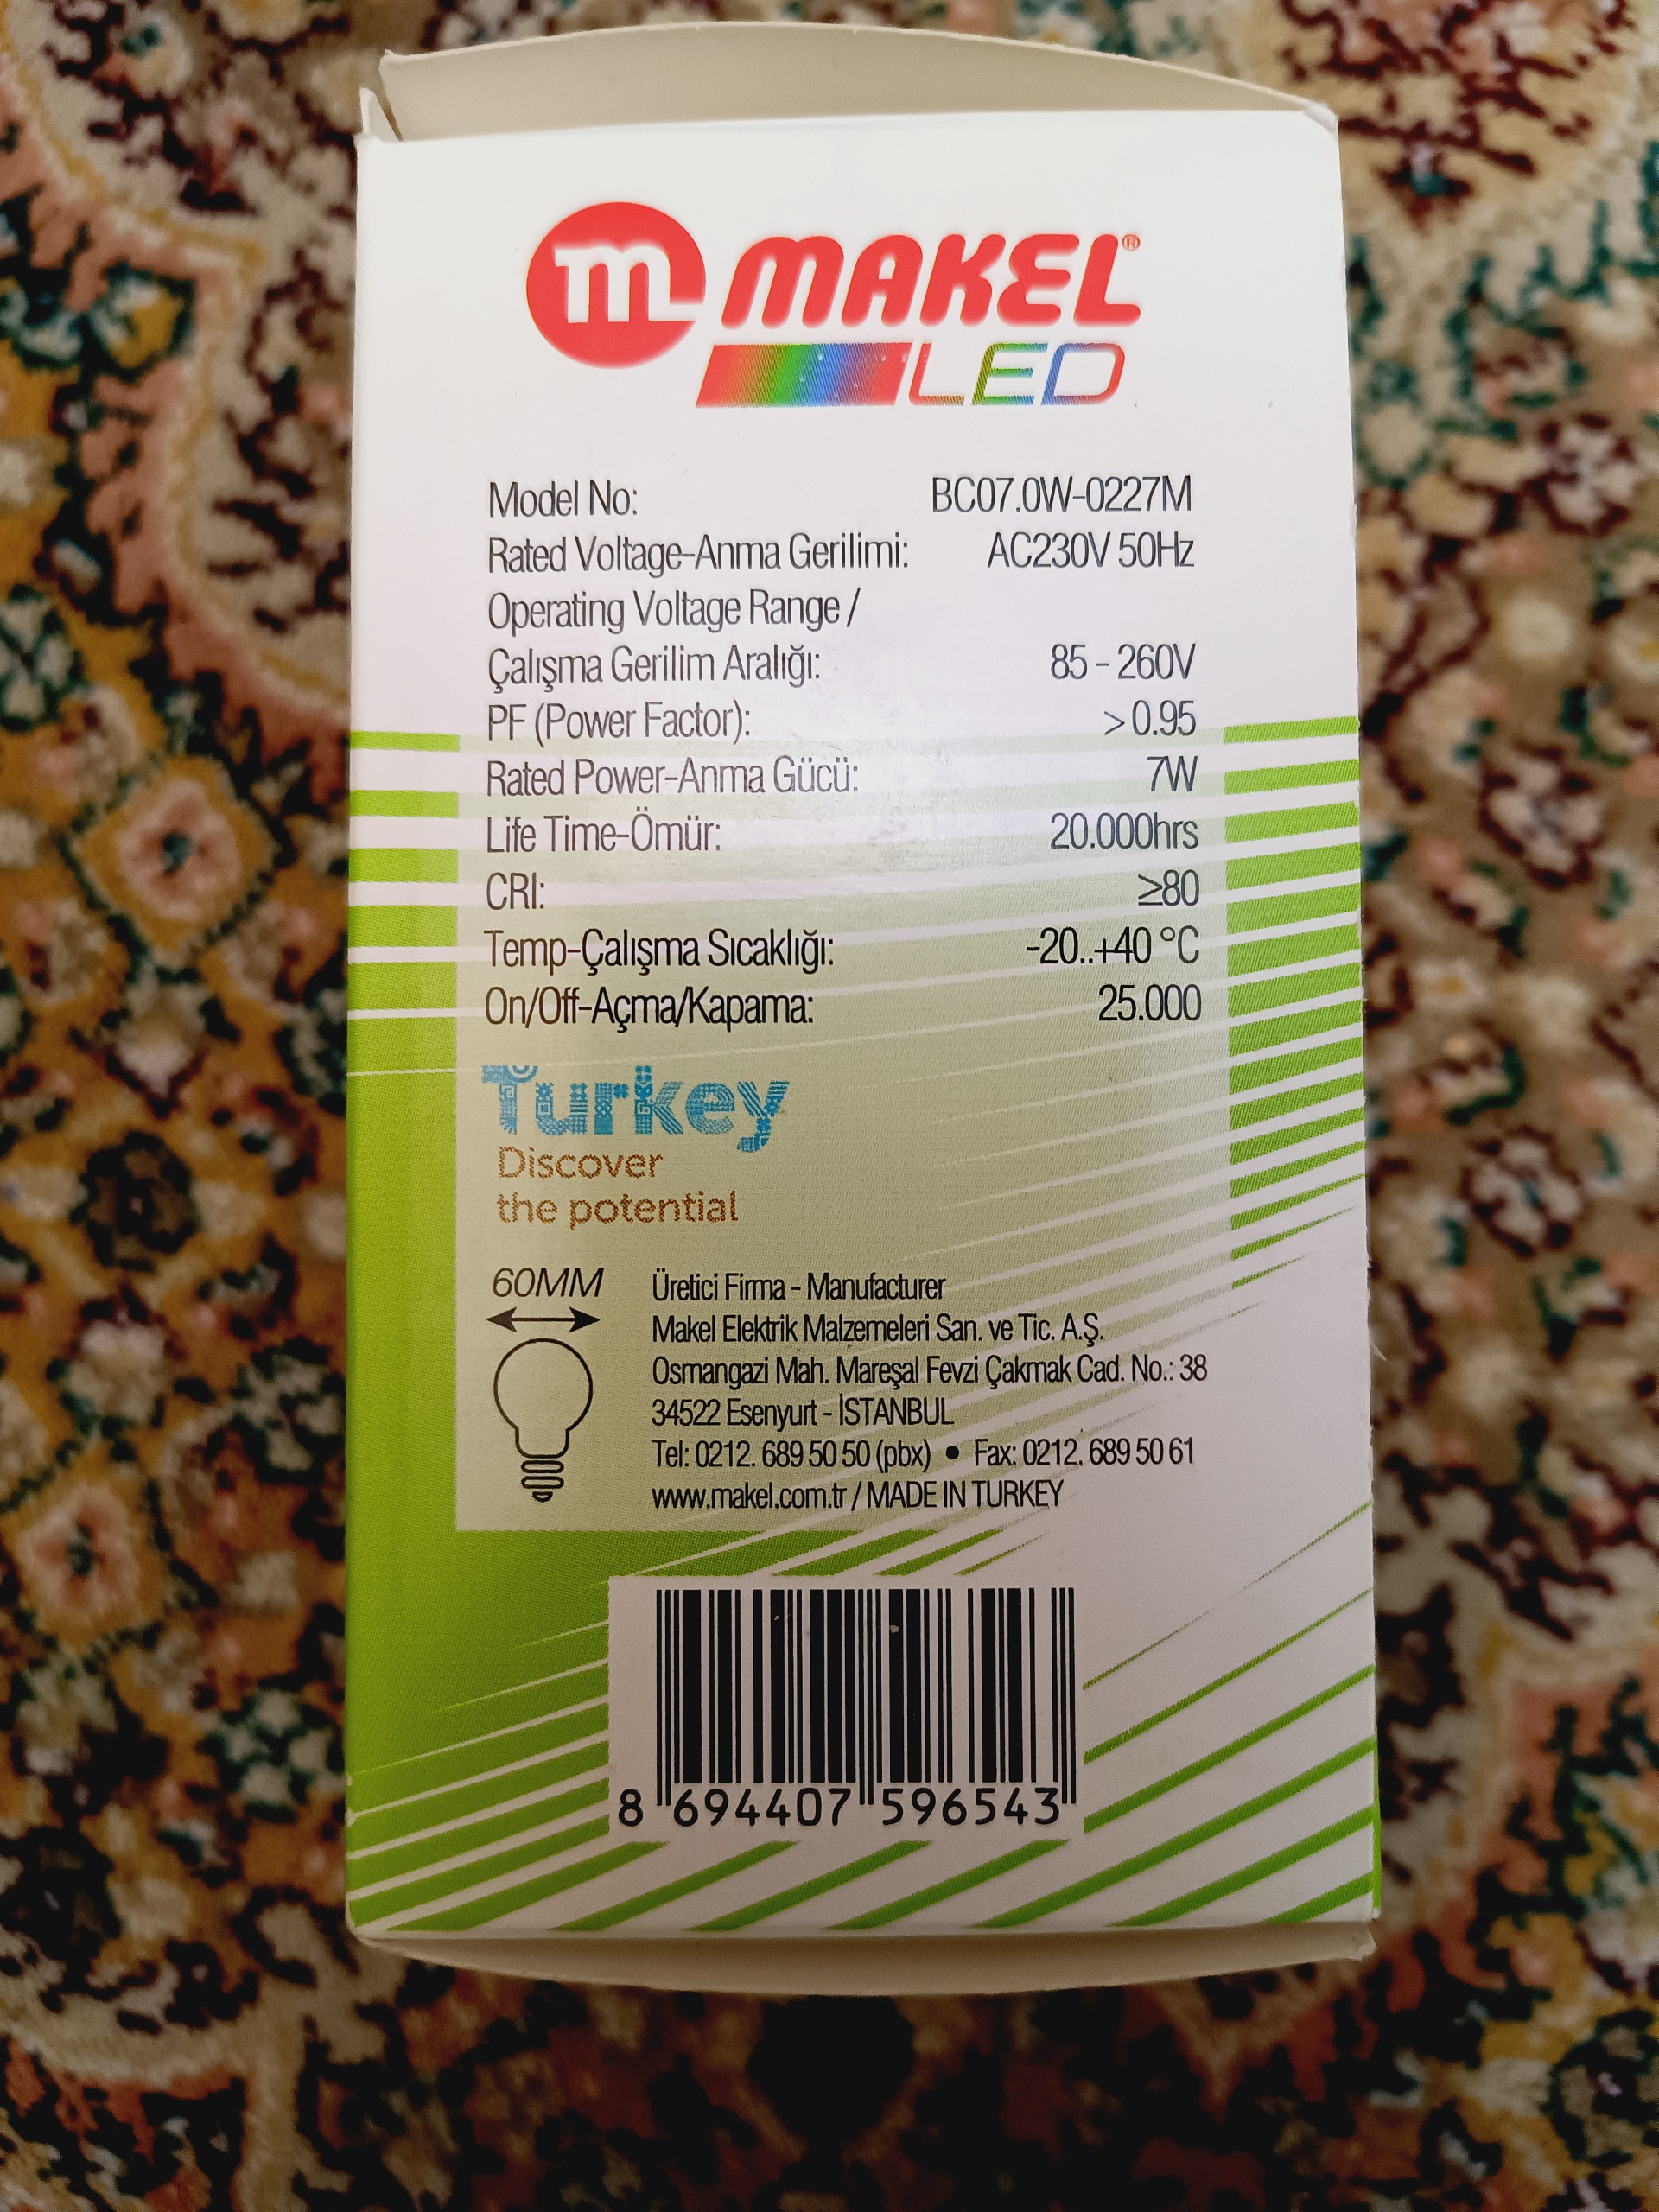 m MAKEL®
LED
Model No: BC07.0W-0227M
Rated Voltage-Anma Gerilimi: AC230V 50Hz
Operating Voltage Range /
Çalışma Gerilim Aralığı: 85 - 260V
PF (Power Factor): > 0.95
Rated Power-Anma Gücü: 7W
Life Time-Ömür: 20.000hrs
CRI: ≥80
Temp-Çalışma Sıcaklığı: -20..+40 °C
On/Off-Açma/Kapama: 25.000
Turkey
Discover
the potential
60MM
Üretici Firma - Manufacturer
Makel Elektrik Malzemeleri San. ve Tic. A.Ş.
Osmangazi Mah. Mareşal Fevzi Çakmak Cad. No.: 38
34522 Esenyurt - İSTANBUL
Tel: 0212. 689 50 50 (pbx) • Fax: 0212. 689 50 61
www.makel.com.tr / MADE IN TURKEY
8 694407 596543